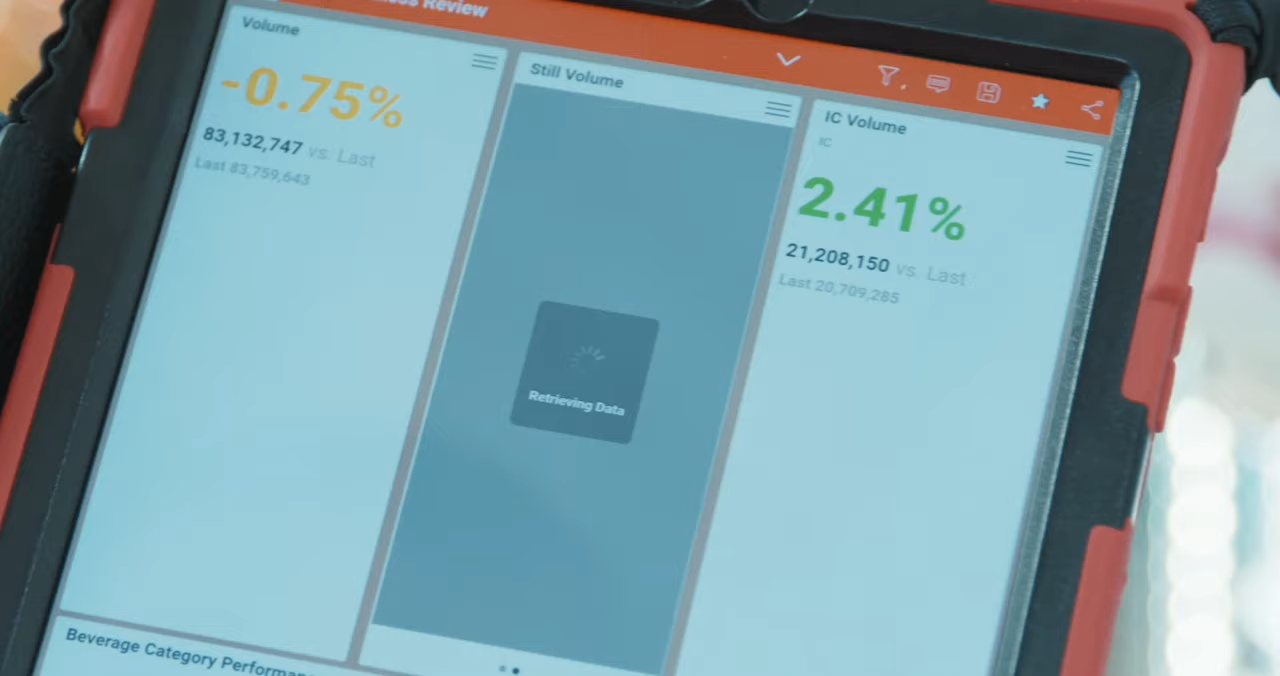 Review
Volume
-0.75%
83,132,747 vs. Last
Last 83,759,643
Still Volume
Retrieving Data
IC Volume
IC
2.41%
21,208,150 vs. Last
Last 20,709,285
Beverage Category